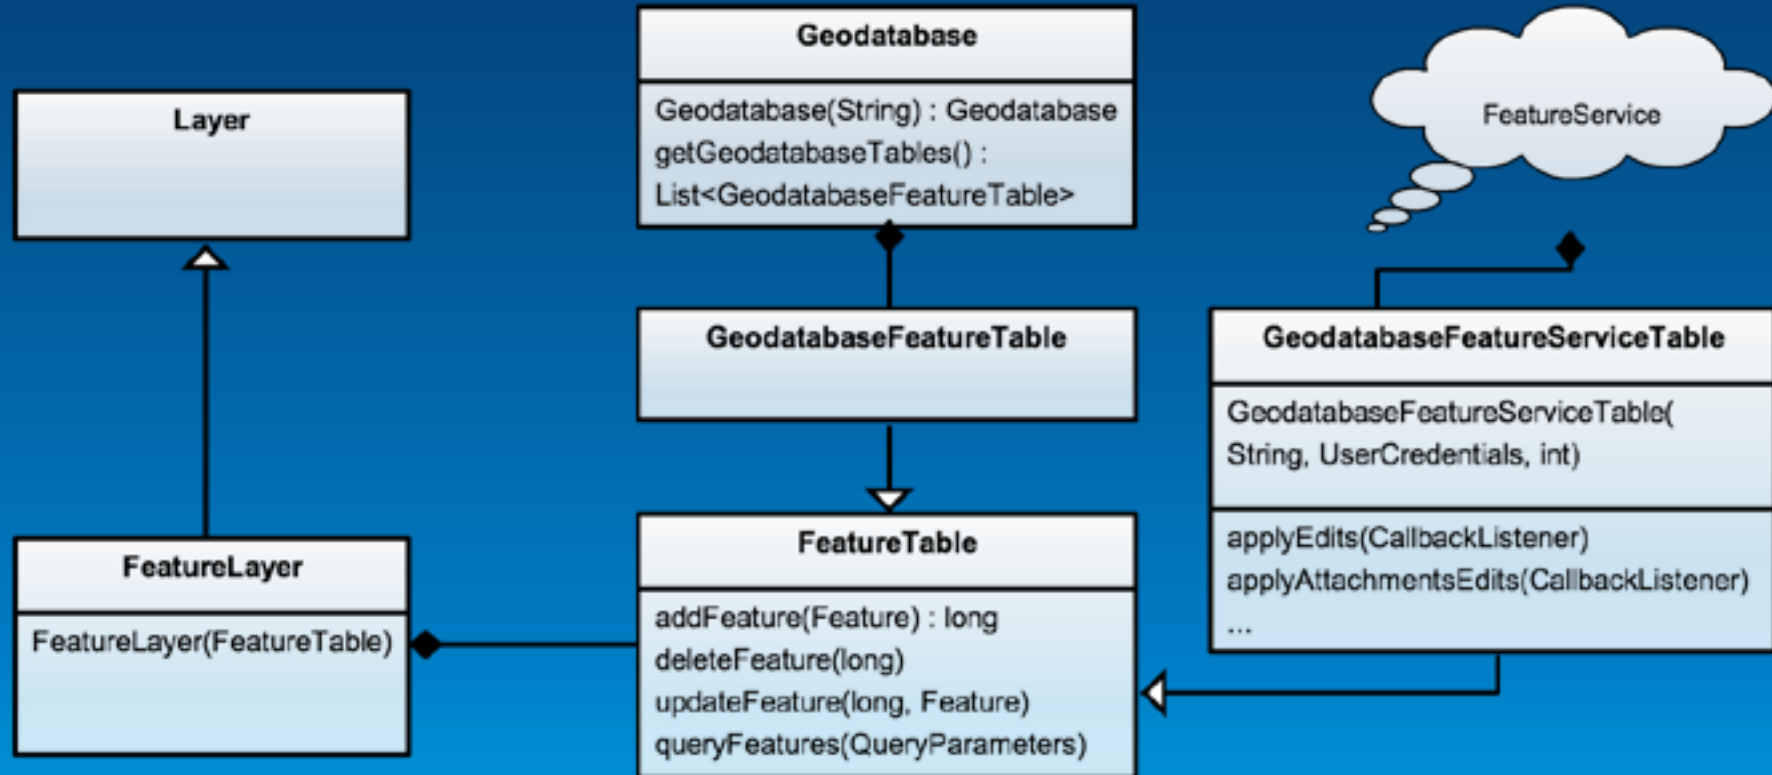 Layer
FeatureLayer
FeatureLayer(FeatureTable)
Geodatabase
Geodatabase(String) : Geodatabase
getGeodatabaseTables() :
List<GeodatabaseFeatureTable>
GeodatabaseFeatureTable
FeatureTable
addFeature(Feature) : long
deleteFeature(long)
updateFeature(long, Feature)
queryFeatures(QueryParameters)
FeatureService
GeodatabaseFeatureServiceTable
GeodatabaseFeatureServiceTable(
String, UserCredentials, int)
applyEdits(CallbackListener)
applyAttachmentsEdits(CallbackListener)
...